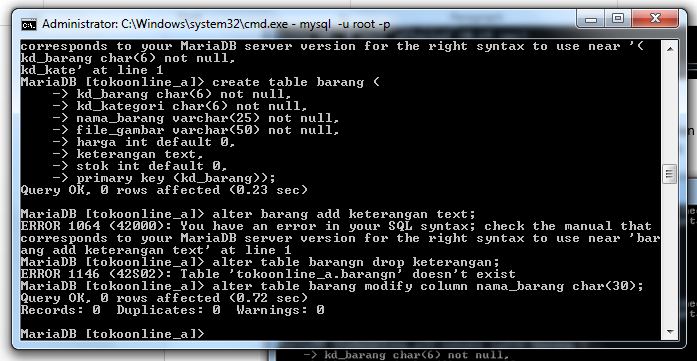 Administrator: C:\Windows\system32\cmd.exe - mysql -u root -p
corresponds to your MariaDB server version for the right syntax to use near '(
kd_barang char(6) not null,
kd_kate' at line 1
MariaDB [tokoonline_a]> create table barang (
    -> kd_barang char(6) not null,
    -> kd_kategori char(6) not null,
    -> nama_barang varchar(25) not null,
    -> file_gambar varchar(50) not null,
    -> harga int default 0,
    -> keterangan text,
    -> stok int default 0,
    -> primary key (kd_barang));
Query OK, 0 rows affected (0.23 sec)
MariaDB [tokoonline_a]> alter barang add keterangan text;
ERROR 1064 (42000): You have an error in your SQL syntax; check the manual that
corresponds to your MariaDB server version for the right syntax to use near 'bar
ang add keterangan text' at line 1
MariaDB [tokoonline_a]> alter table barangn drop keterangan;
ERROR 1146 (42S02): Table 'tokoonline_a.barangn' doesn't exist
MariaDB [tokoonline_a]> alter table barang modify column nama_barang char(30);
Query OK, 0 rows affected (0.72 sec)
Records: 0  Duplicates: 0  Warnings: 0
MariaDB [tokoonline_a]>
-> kd_barang char(6) not null,